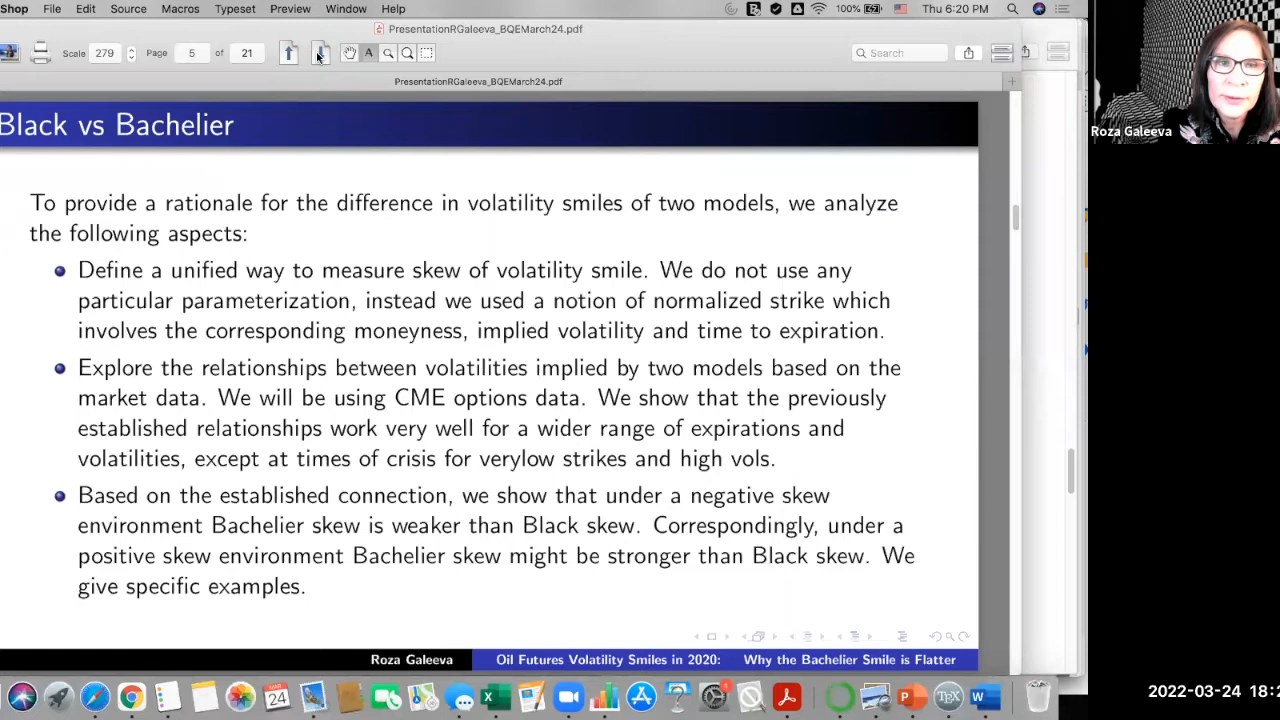 Shop File Edit Source Macros Typeset Preview Window Help 100% Thu 6:20 PM
PresentationRGaleeva_BQEMarch24.pdf
Scale 279 Page 5 of 21 Search
PresentationRGaleeva_BQEMarch24.pdf
Roza Galeeva
Black vs Bachelier
To provide a rationale for the difference in volatility smiles of two models, we analyze
the following aspects:
Define a unified way to measure skew of volatility smile. We do not use any
particular parameterization, instead we used a notion of normalized strike which
involves the corresponding moneyness, implied volatility and time to expiration.
Explore the relationships between volatilities implied by two models based on the
market data. We will be using CME options data. We show that the previously
established relationships work very well for a wider range of expirations and
volatilities, except at times of crisis for verylow strikes and high vols.
Based on the established connection, we show that under a negative skew
environment Bachelier skew is weaker than Black skew. Correspondingly, under a
positive skew environment Bachelier skew might be stronger than Black skew. We
give specific examples.
Roza Galeeva Oil Futures Volatility Smiles in 2020: Why the Bachelier Smile is Flatter
MAR
24
TEX
2022-03-24 18:2